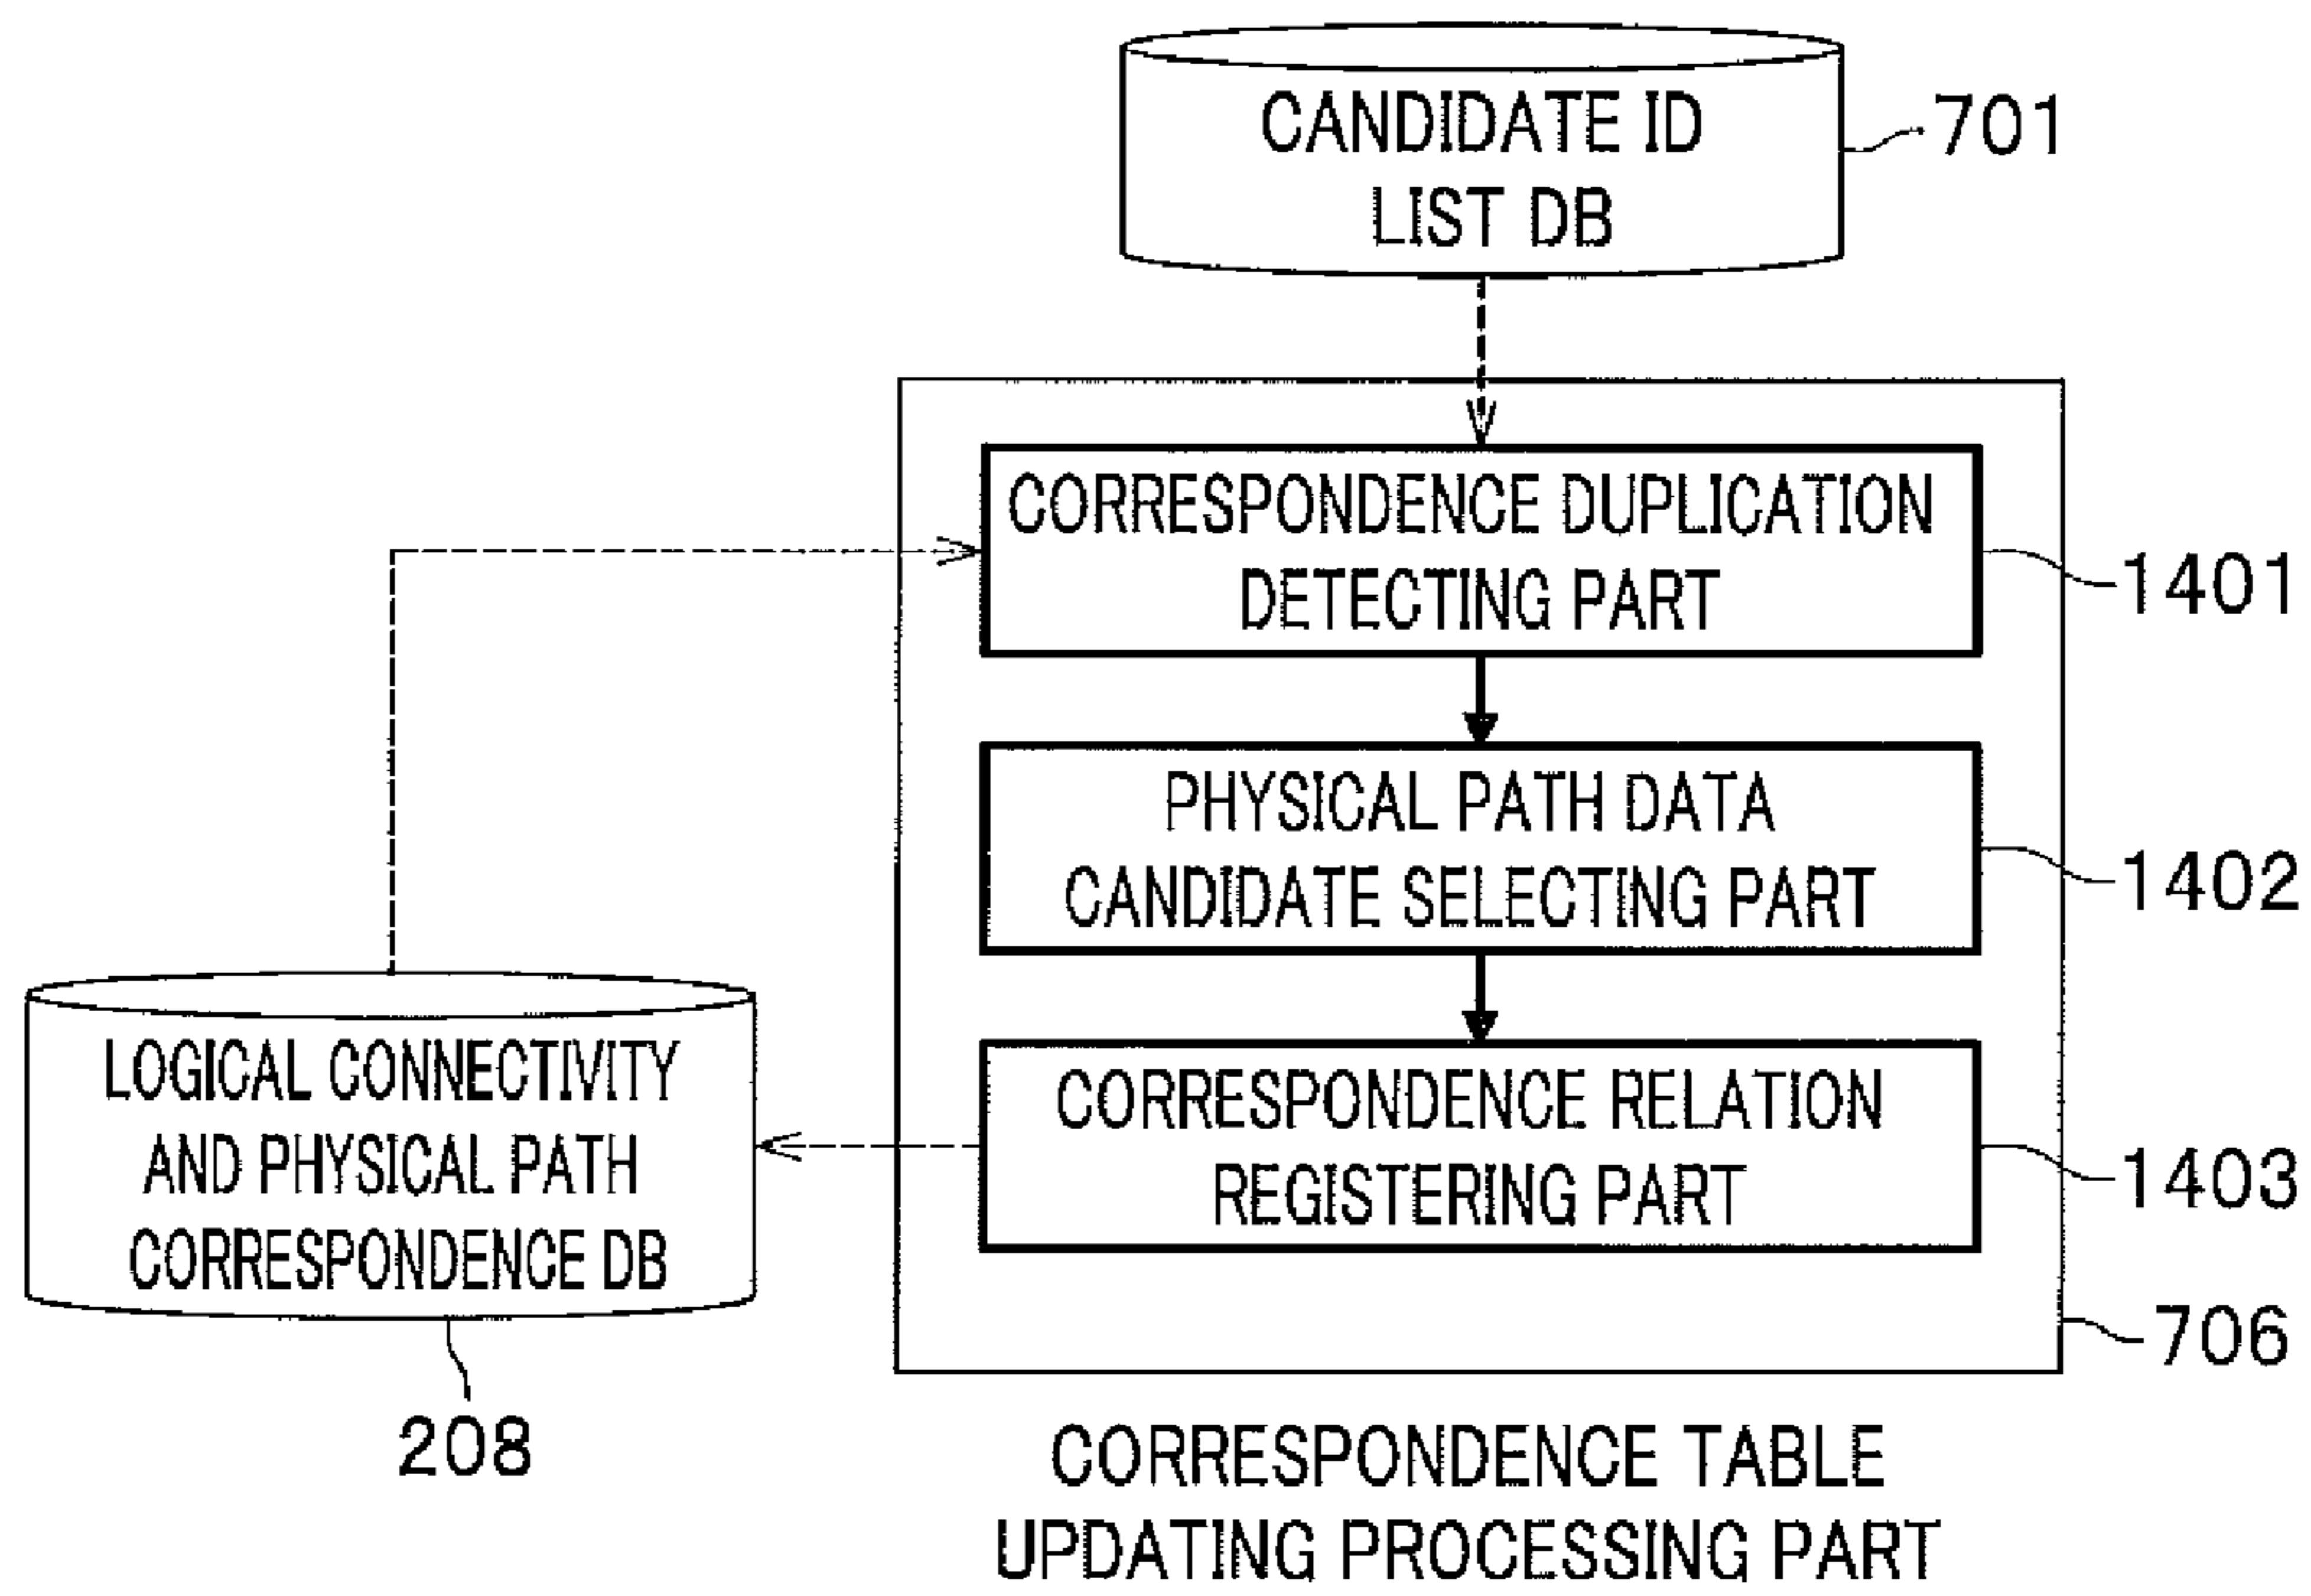 CANDIDATE ID
LIST DB
701
CORRESPONDENCE DUPLICATION
DETECTING PART
1401
PHYSICAL PATH DATA
CANDIDATE SELECTING PART
1402
LOGICAL CONNECTIVITY
AND PHYSICAL PATH
CORRESPONDENCE DB
208
CORRESPONDENCE RELATION
REGISTERING PART
1403
706
CORRESPONDENCE TABLE
UPDATING PROCESSING PART